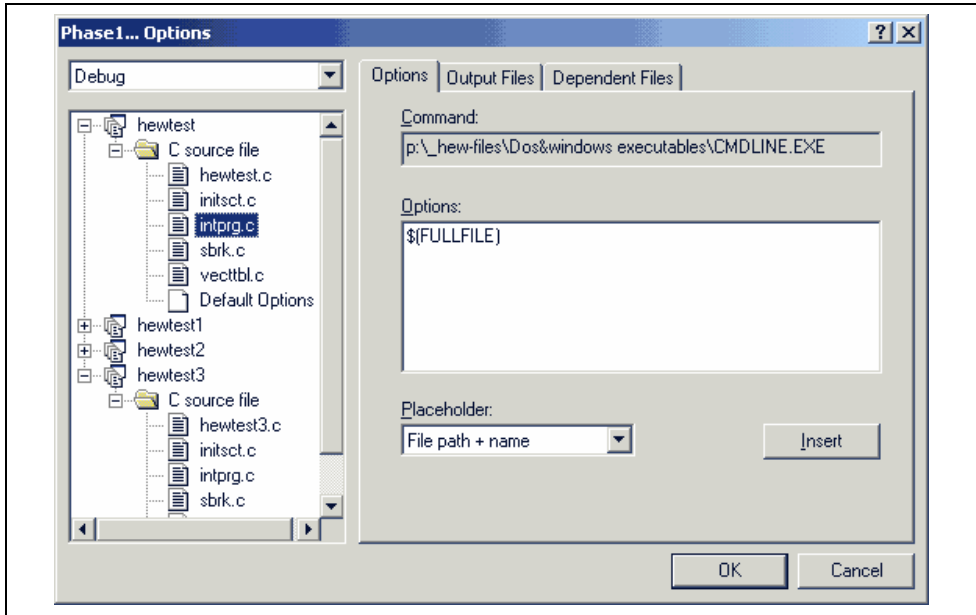 Phase1... Options
Debug
hewtest
C source file
hewtest.c
initsct.c
intprg.c
sbrk.c
vecttbl.c
Default Options
hewtest1
hewtest2
hewtest3
C source file
hewtest3.c
initsct.c
intprg.c
sbrk.c
Options
Output Files
Dependent Files
Command:
p:\_hew-files\Dos&windows executables\CMDLINE.EXE
Options:
$(FULLFILE)
Placeholder:
File path + name
Insert
OK
Cancel